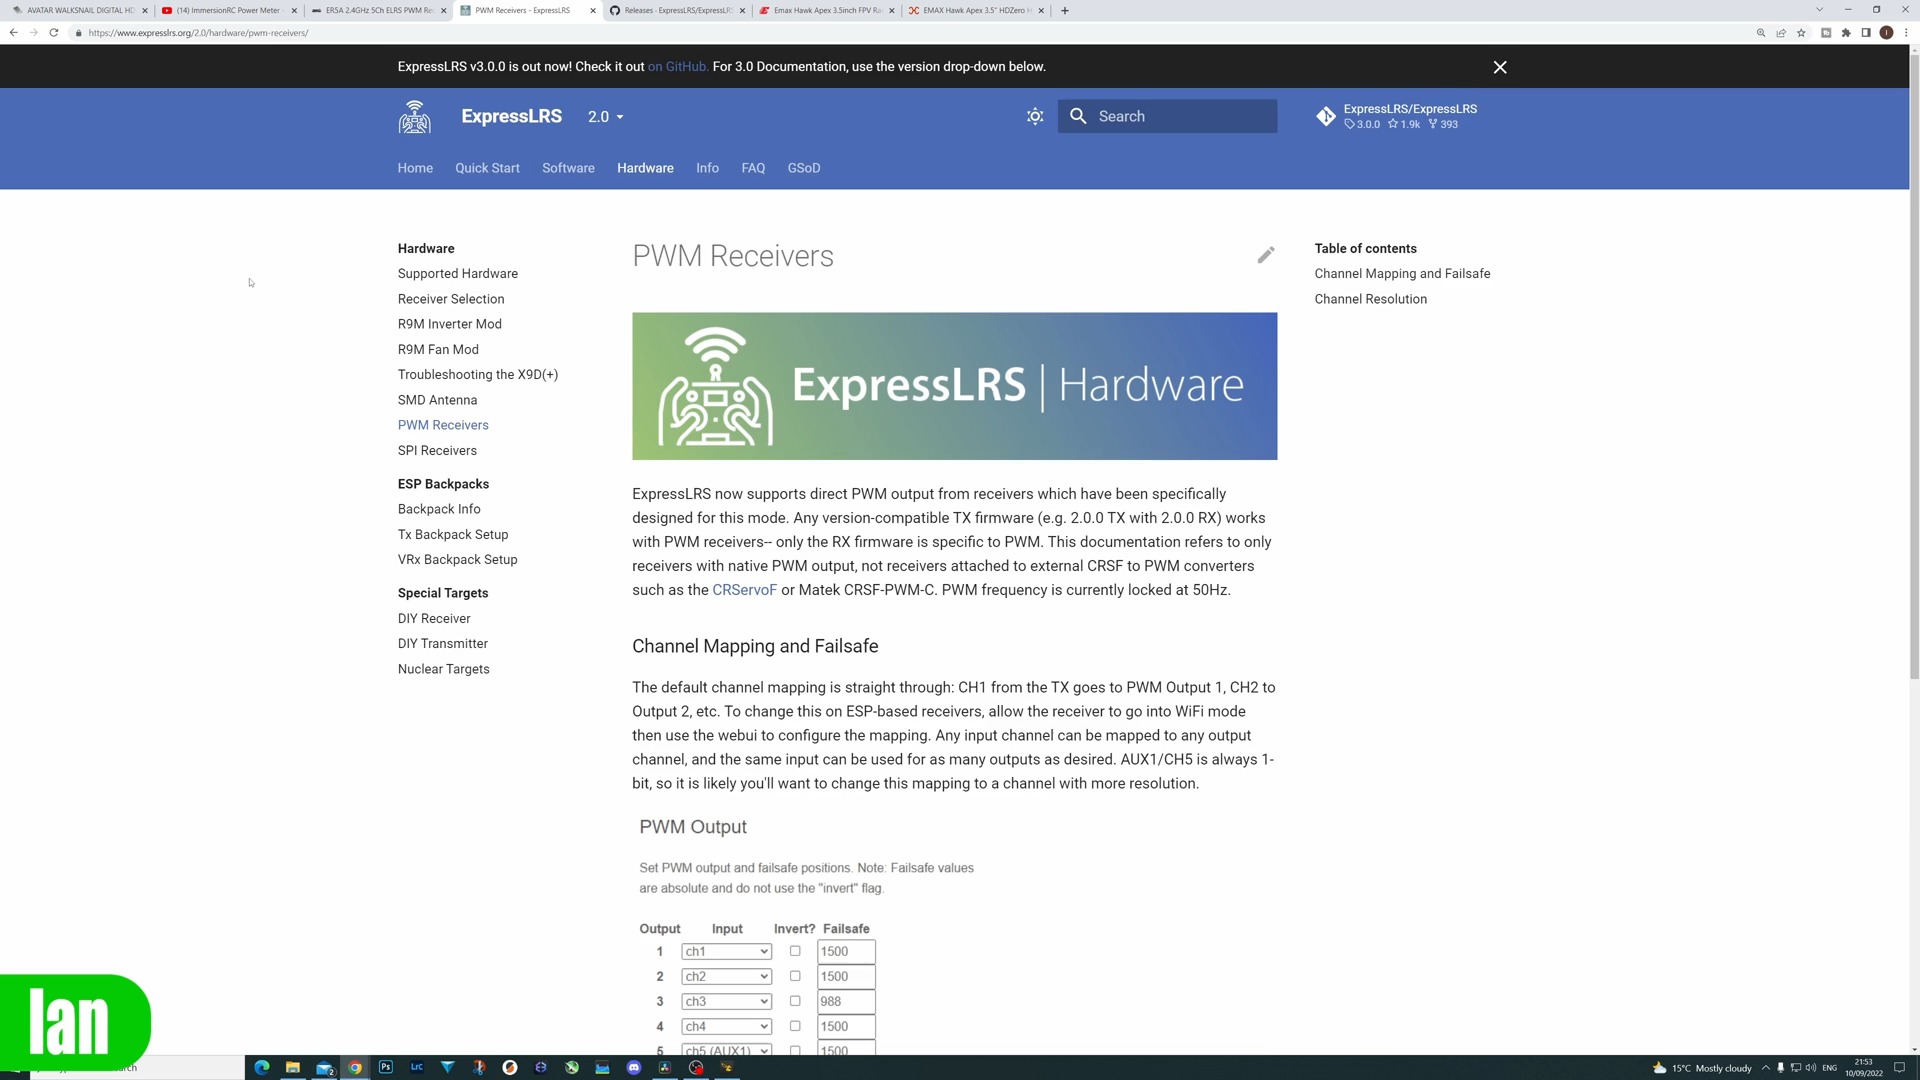 AVATAR WALKSNAIL DIGITAL HD
(14) ImmersionRC Power Meter -
ER5A 2.4GHz 5Ch ELRS PWM Rec
PWM Receivers - ExpressLRS
Releases · ExpressLRS/ExpressLRS
Emax Hawk Apex 3.5inch FPV Ra
EMAX Hawk Apex 3.5" HDZero H
https://www.expresslrs.org/2.0/hardware/pwm-receivers/
ExpressLRS v3.0.0 is out now! Check it out on GitHub. For 3.0 Documentation, use the version drop-down below.
ExpressLRS 2.0
Search
ExpressLRS/ExpressLRS
3.0.0 1.9k 393
Home Quick Start Software Hardware Info FAQ GSoD
Hardware
Supported Hardware
Receiver Selection
R9M Inverter Mod
R9M Fan Mod
Troubleshooting the X9D(+)
SMD Antenna
PWM Receivers
SPI Receivers
ESP Backpacks
Backpack Info
Tx Backpack Setup
VRx Backpack Setup
Special Targets
DIY Receiver
DIY Transmitter
Nuclear Targets
PWM Receivers
ExpressLRS | Hardware
ExpressLRS now supports direct PWM output from receivers which have been specifically
designed for this mode. Any version-compatible TX firmware (e.g. 2.0.0 TX with 2.0.0 RX) works
with PWM receivers-- only the RX firmware is specific to PWM. This documentation refers to only
receivers with native PWM output, not receivers attached to external CRSF to PWM converters
such as the CRServoF or Matek CRSF-PWM-C. PWM frequency is currently locked at 50Hz.
Channel Mapping and Failsafe
The default channel mapping is straight through: CH1 from the TX goes to PWM Output 1, CH2 to
Output 2, etc. To change this on ESP-based receivers, allow the receiver to go into WiFi mode
then use the webui to configure the mapping. Any input channel can be mapped to any output
channel, and the same input can be used for as many outputs as desired. AUX1/CH5 is always 1-
bit, so it is likely you'll want to change this mapping to a channel with more resolution.
PWM Output
Set PWM output and failsafe positions. Note: Failsafe values
are absolute and do not use the "invert" flag.
Output Input Invert? Failsafe
1 ch1 1500
2 ch2 1500
3 ch3 988
4 ch4 1500
5 ch5 (AUX1) 1500
Table of contents
Channel Mapping and Failsafe
Channel Resolution
Ian
15°C Mostly cloudy
ENG
21:53
10/09/2022